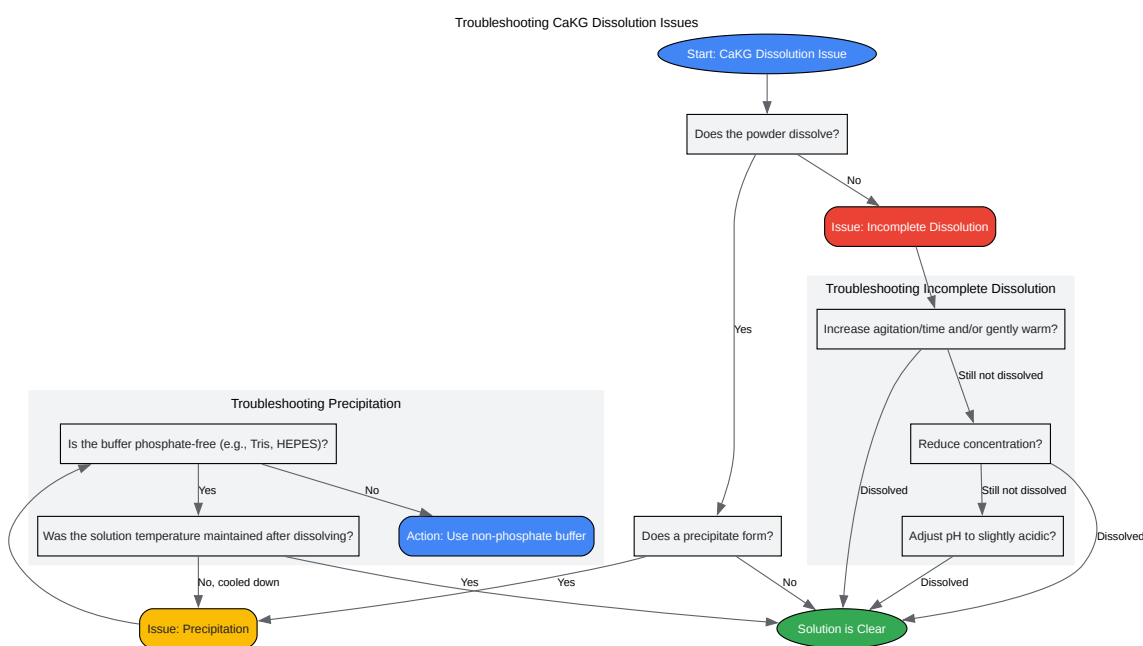 Troubleshooting CaKG Dissolution Issues
Start: CaKG Dissolution Issue
Does the powder dissolve?
No
Issue: Incomplete Dissolution
Troubleshooting Incomplete Dissolution
Increase agitation/time and/or gently warm?
Yes
Still not dissolved
Troubleshooting Precipitation
Is the buffer phosphate-free (e.g., Tris, HEPES)?
Reduce concentration?
Yes
No
Dissolved
Still not dissolved
Was the solution temperature maintained after dissolving?
Action: Use non-phosphate buffer
Does a precipitate form?
Adjust pH to slightly acidic?
Dissolved
No, cooled down
Yes
Yes
No
Dissolved
Issue: Precipitation
Solution is Clear